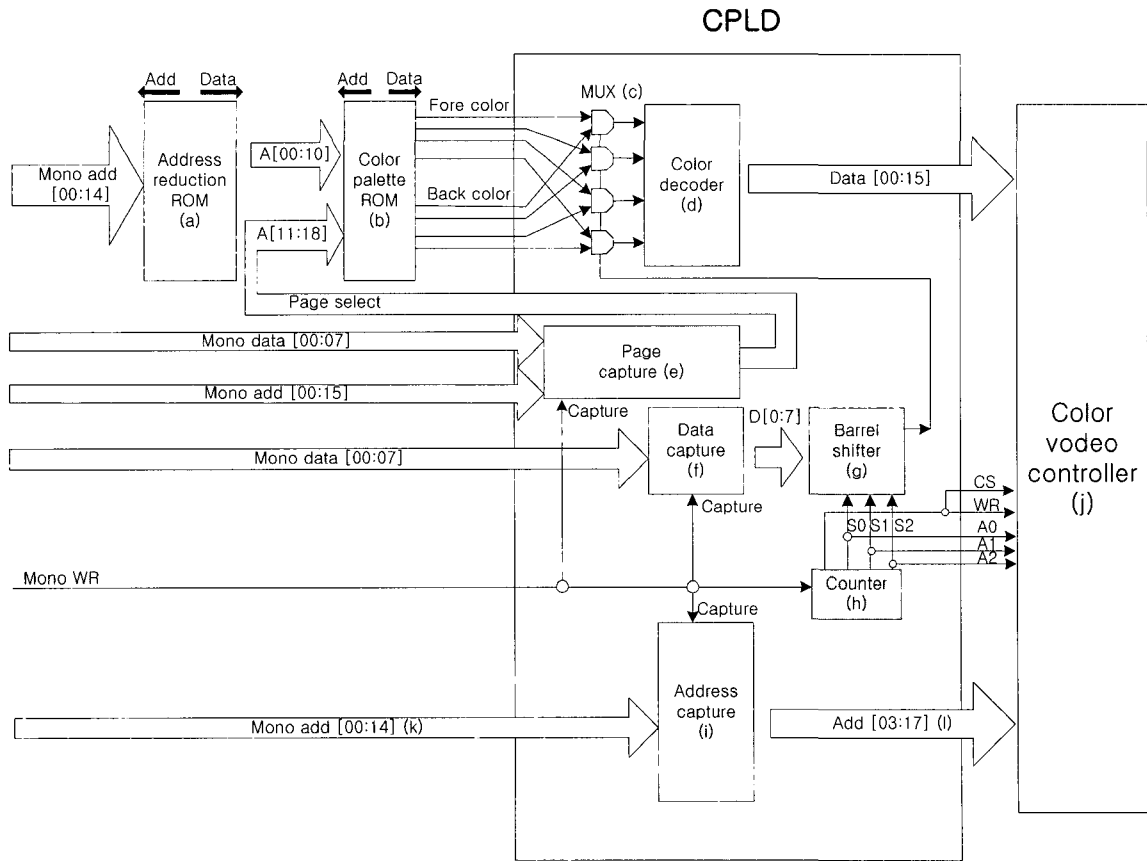 CPLD
Add Data
Add Data
Fore color
MUX (c)
Mono add
[00:14]
Address
reduction
ROM
(a)
A[00:10]
A[11:18]
Color
palette
ROM
(b)
Back color
Color
decoder
(d)
Data [00:15]
Page select
Mono data [00:07]
Mono add [00:15]
Page
capture (e)
Capture
Mono data [00:07]
Data
capture
(f)
D[0:7]
Barrel
shifter
(g)
Capture
Color
vodeo
controller
(j)
CS
WR
S0 S1 S2
A0
A1
A2
Mono WR
Counter
(h)
Capture
Mono add [00:14] (k)
Address
capture
(i)
Add [03:17] (l)